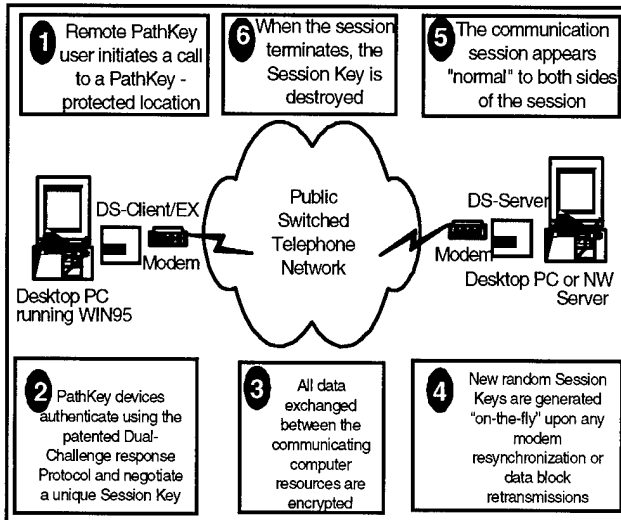 1
Remote PathKey
user initiates a call
to a PathKey -
protected location
6
When the session
terminates, the
Session Key is
destroyed
5
The communication
session appears
"normal" to both sides
of the session
DS-Client/EX
Modem
Desktop PC
running WIN95
Public
Switched
Telephone
Network
DS-Server
Modem
Desktop PC or NW
Server
2
PathKey devices
authenticate using the
patented Dual-
Challenge response
Protocol and negotiate
a unique Session Key
3
All data
exchanged
between the
communicating
computer
resources are
encrypted
4
New random Session
Keys are generated
"on-the-fly" upon any
modem
resynchronization or
data block
retransmissions